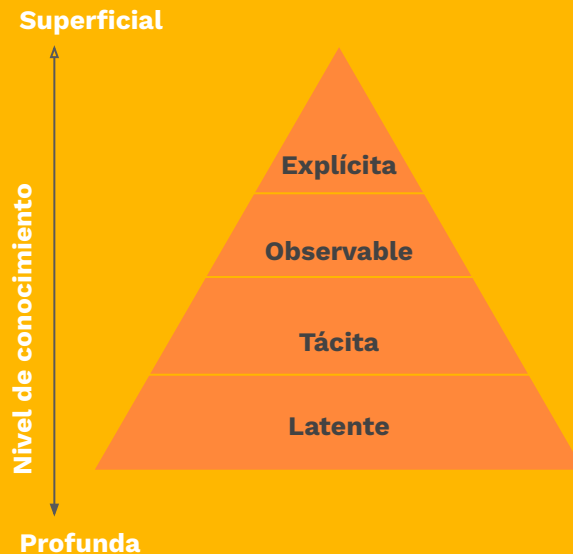 Superficial
Nivel de conocimiento
Explícita
Observable
Tácita
Latente
Profunda